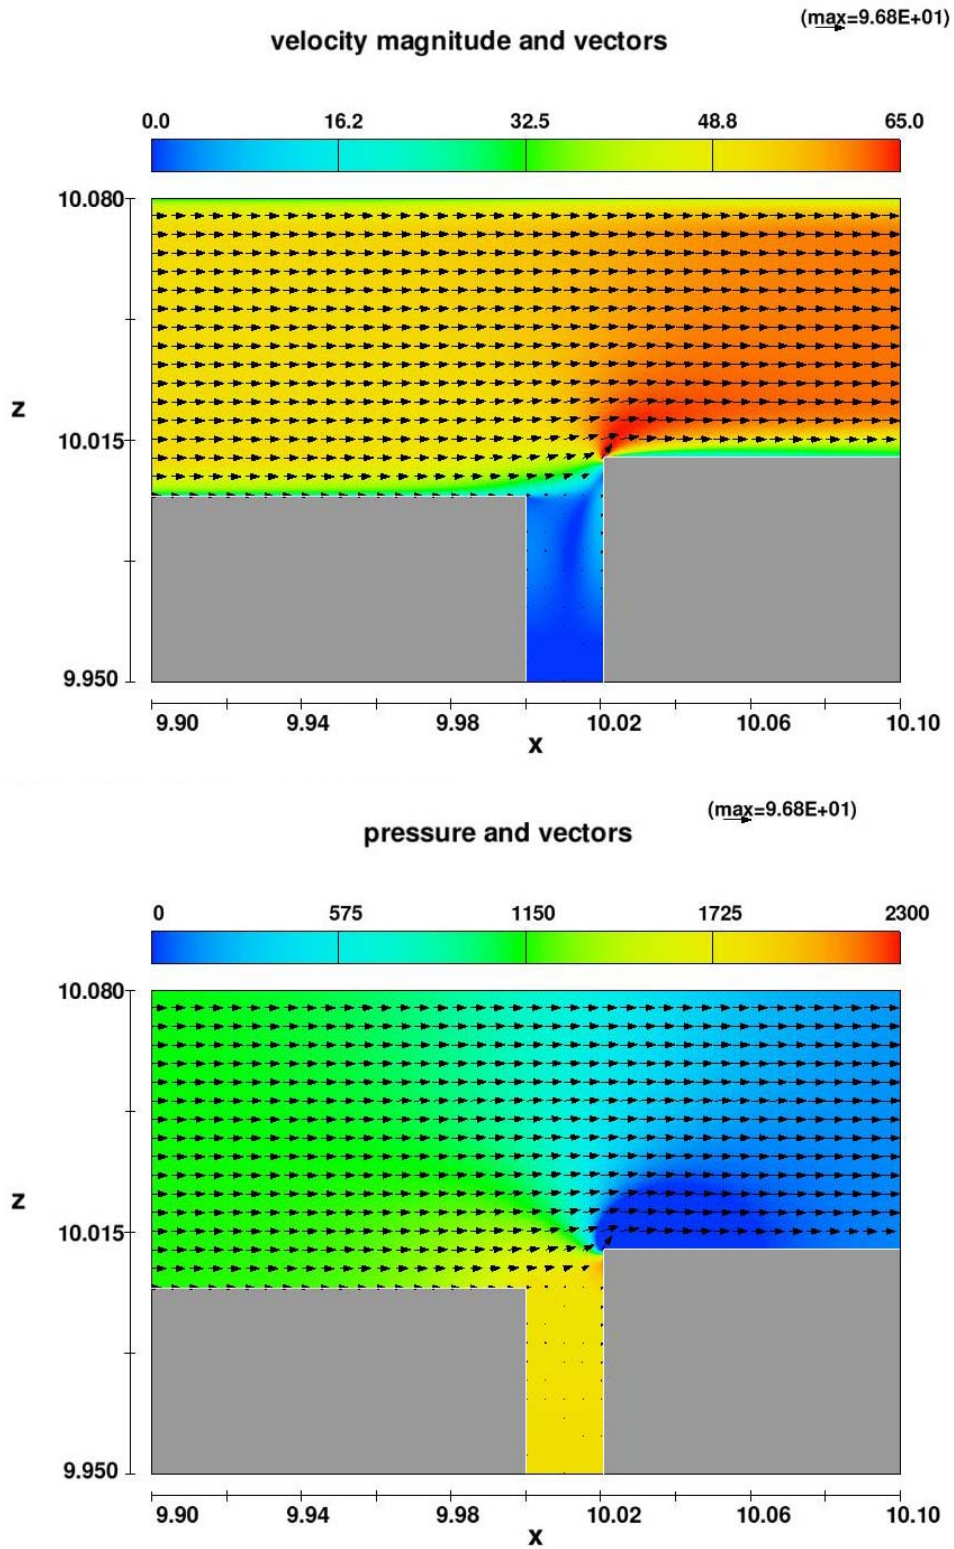 (max=9.68E+01)
velocity magnitude and vectors
0.0 16.2 32.5 48.8 65.0
10.080
z
10.015
9.950
9.90 9.94 9.98 10.02 10.06 10.10
x
(max=9.68E+01)
pressure and vectors
0 575 1150 1725 2300
10.080
z
10.015
9.950
9.90 9.94 9.98 10.02 10.06 10.10
x